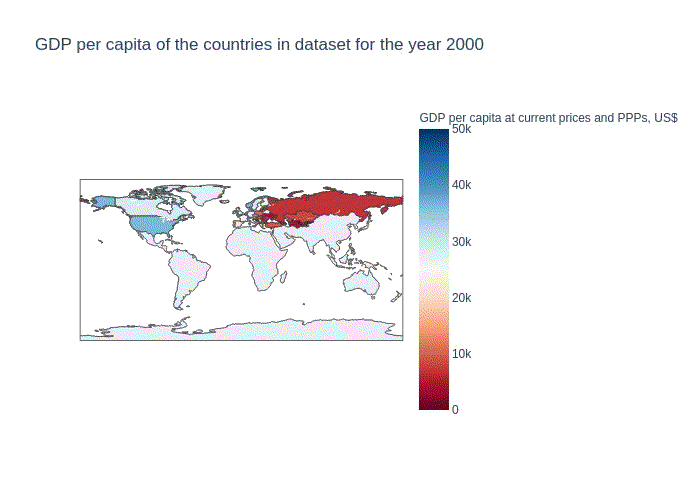 GDP per capita of the countries in dataset for the year 2000
GDP per capita at current prices and PPPs, US$
50k
40k
30k
20k
10k
0